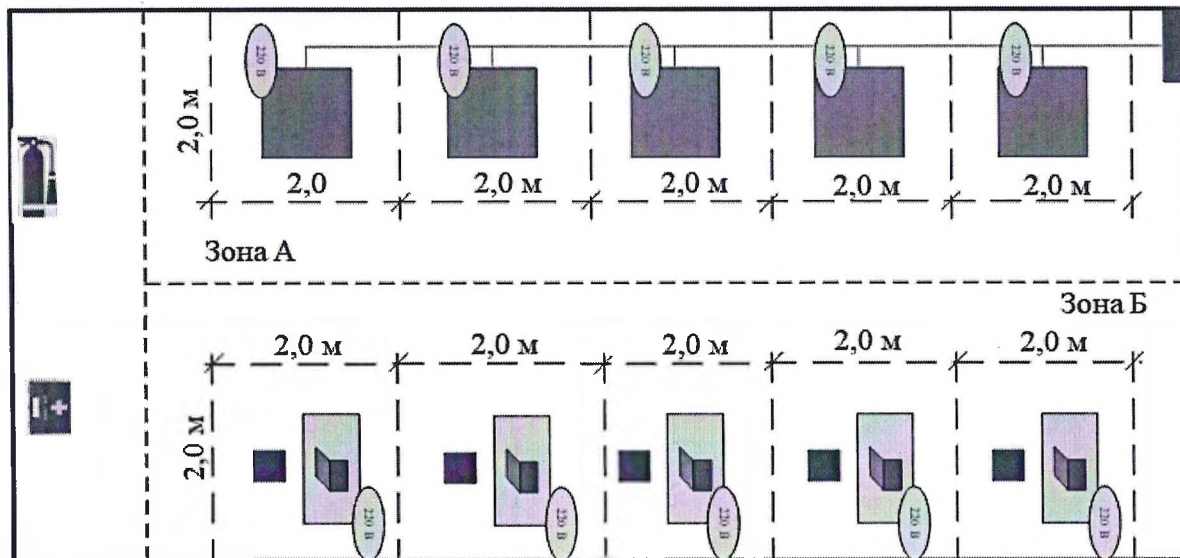 220 В 220 В 220 В 220 В 220 В
2,0 м
2,0 2,0 м 2,0 м 2,0 м 2,0 м
Зона А
Зона Б
2,0 м 2,0 м 2,0 м 2,0 м 2,0 м
2,0 м
220 В 220 В 220 В 220 В 220 В